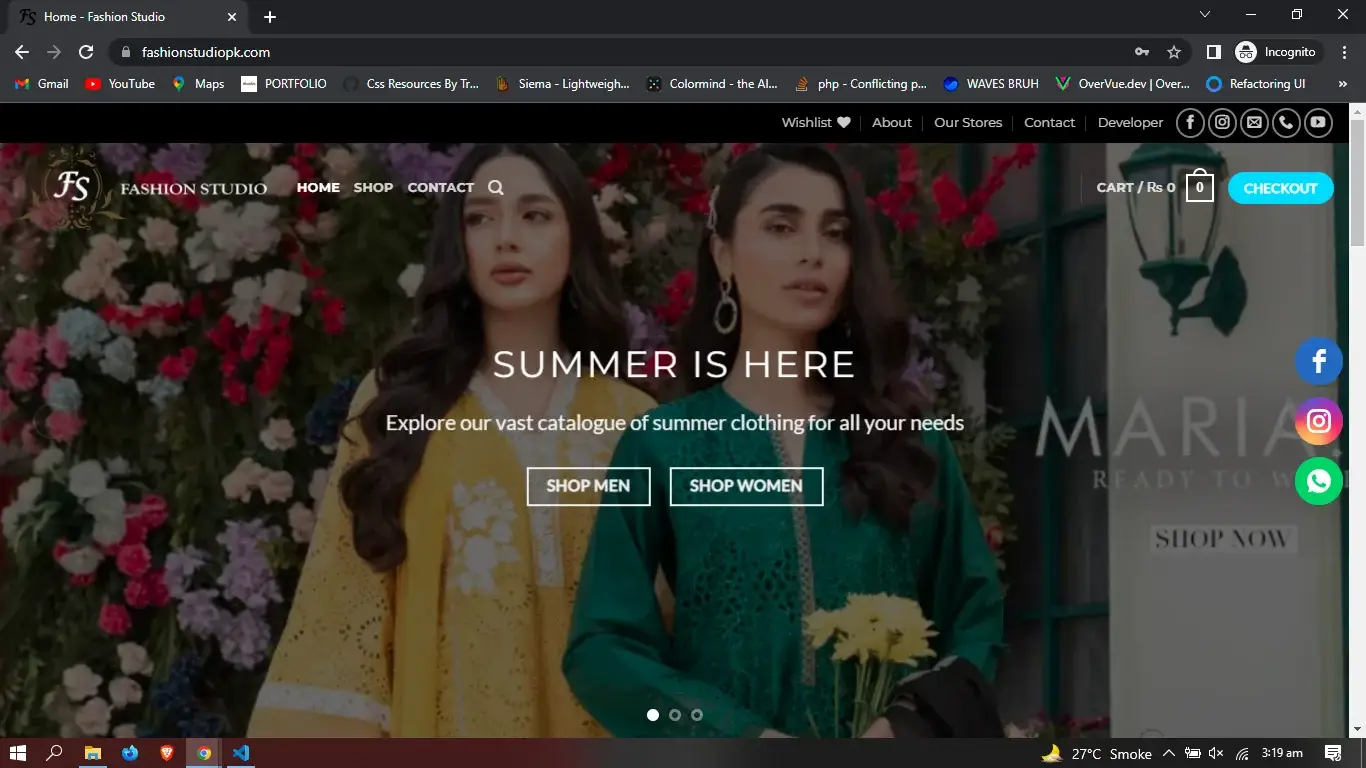 Home - Fashion Studio
fashionstudiopk.com
Incognito
Gmail YouTube Maps PORTFOLIO Css Resources By Tr... Siema - Lightweigh... Colormind - the AI... php - Conflicting p... WAVES BRUH OverVue.dev | Over... Refactoring UI »
Wishlist About Our Stores Contact Developer
FS FASHION STUDIO HOME SHOP CONTACT CART / ₨ 0 0 CHECKOUT
SUMMER IS HERE
Explore our vast catalogue of summer clothing for all your needs
SHOP MEN SHOP WOMEN
MARIA
READY TO W
SHOP NOW
27°C Smoke 3:19 am